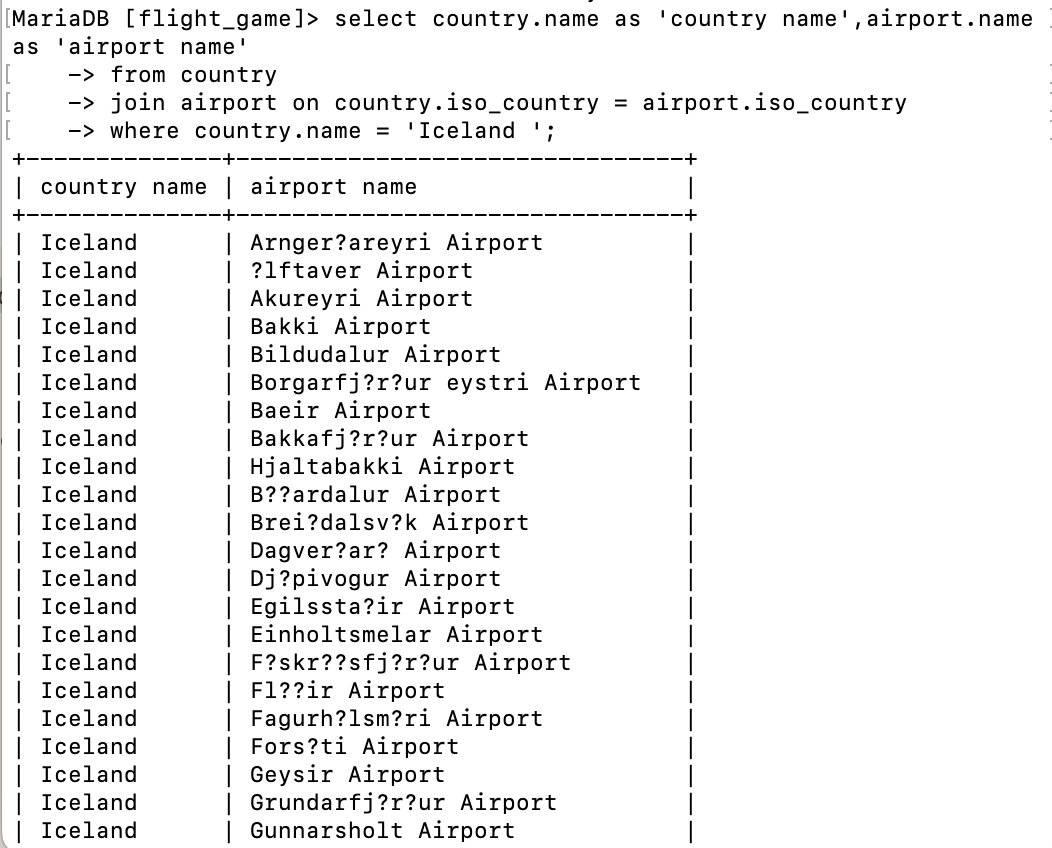 [MariaDB [flight_game]> select country.name as 'country name',airport.name
as 'airport name'
[    -> from country
[    -> join airport on country.iso_country = airport.iso_country
[    -> where country.name = 'Iceland ';
+--------------+--------------------------------+
| country name | airport name                   |
+--------------+--------------------------------+
| Iceland      | Arnger?areyri Airport          |
| Iceland      | ?lftaver Airport               |
| Iceland      | Akureyri Airport               |
| Iceland      | Bakki Airport                  |
| Iceland      | Bildudalur Airport             |
| Iceland      | Borgarfj?r?ur eystri Airport   |
| Iceland      | Baeir Airport                  |
| Iceland      | Bakkafj?r?ur Airport           |
| Iceland      | Hjaltabakki Airport            |
| Iceland      | B??ardalur Airport             |
| Iceland      | Brei?dalsv?k Airport           |
| Iceland      | Dagver?ar? Airport             |
| Iceland      | Dj?pivogur Airport             |
| Iceland      | Egilssta?ir Airport            |
| Iceland      | Einholtsmelar Airport          |
| Iceland      | F?skr??sfj?r?ur Airport        |
| Iceland      | Fl??ir Airport                 |
| Iceland      | Fagurh?lsm?ri Airport          |
| Iceland      | Fors?ti Airport                |
| Iceland      | Geysir Airport                 |
| Iceland      | Grundarfj?r?ur Airport         |
| Iceland      | Gunnarsholt Airport            |